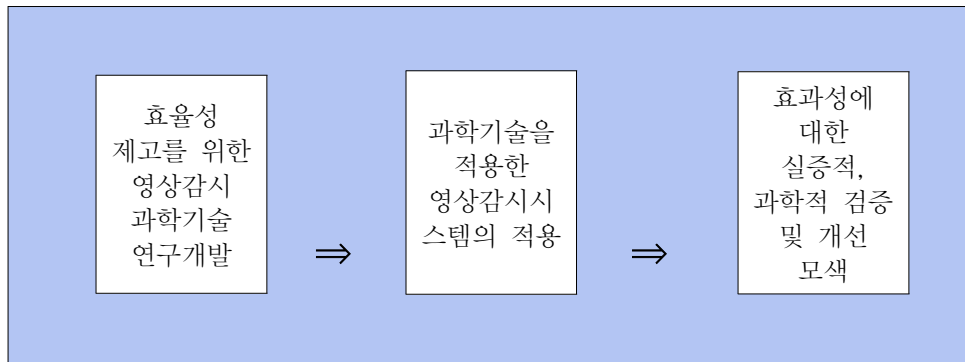 효율성
제고를 위한
영상감시
과학기술
연구개발
⇒
과학기술을
적용한
영상감시시
스템의 적용
⇒
효과성에
대한
실증적,
과학적 검증
및 개선
모색